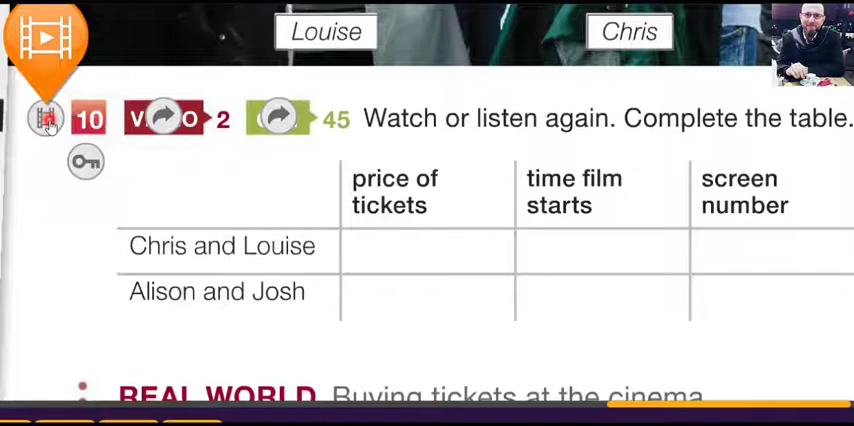 Louise Chris
10 V O 2 45 Watch or listen again. Complete the table.
price of tickets time film starts screen number
Chris and Louise
Alison and Josh
REAL WORLD Buying tickets at the cinema